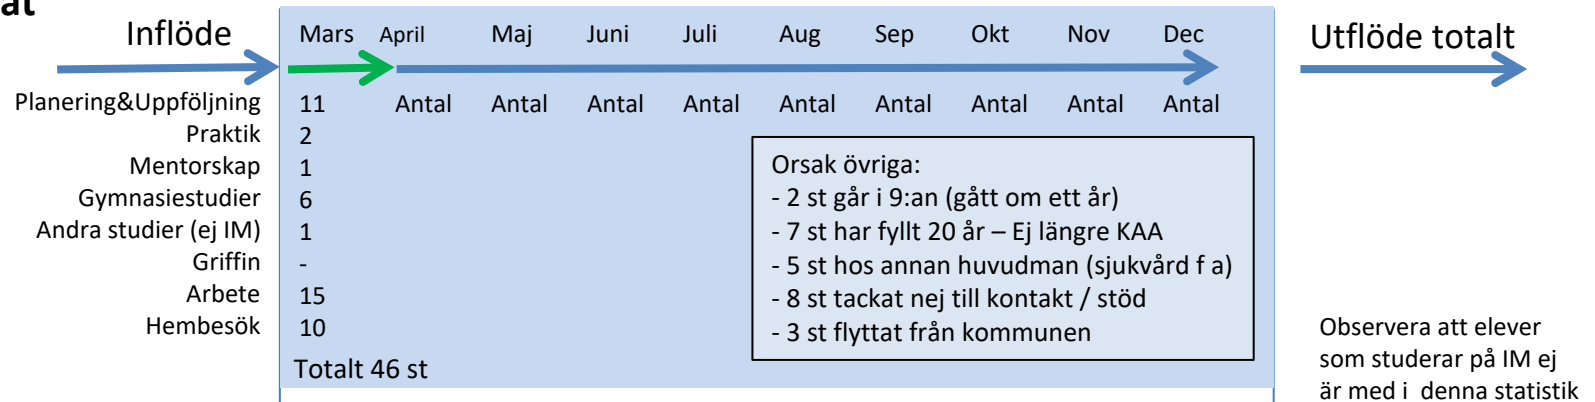 at
Inflöde
Mars April Maj Juni Juli Aug Sep Okt Nov Dec
Utflöde totalt
Planering&Uppföljning 11 Antal Antal Antal Antal Antal Antal Antal Antal Antal
Praktik 2
Mentorskap 1
Gymnasiestudier 6
Andra studier (ej IM) 1
Griffin -
Arbete 15
Hembesök 10
Totalt 46 st
Orsak övriga:
- 2 st går i 9:an (gått om ett år)
- 7 st har fyllt 20 år – Ej längre KAA
- 5 st hos annan huvudman (sjukvård f a)
- 8 st tackat nej till kontakt / stöd
- 3 st flyttat från kommunen
Observera att elever
som studerar på IM ej
är med i denna statistik